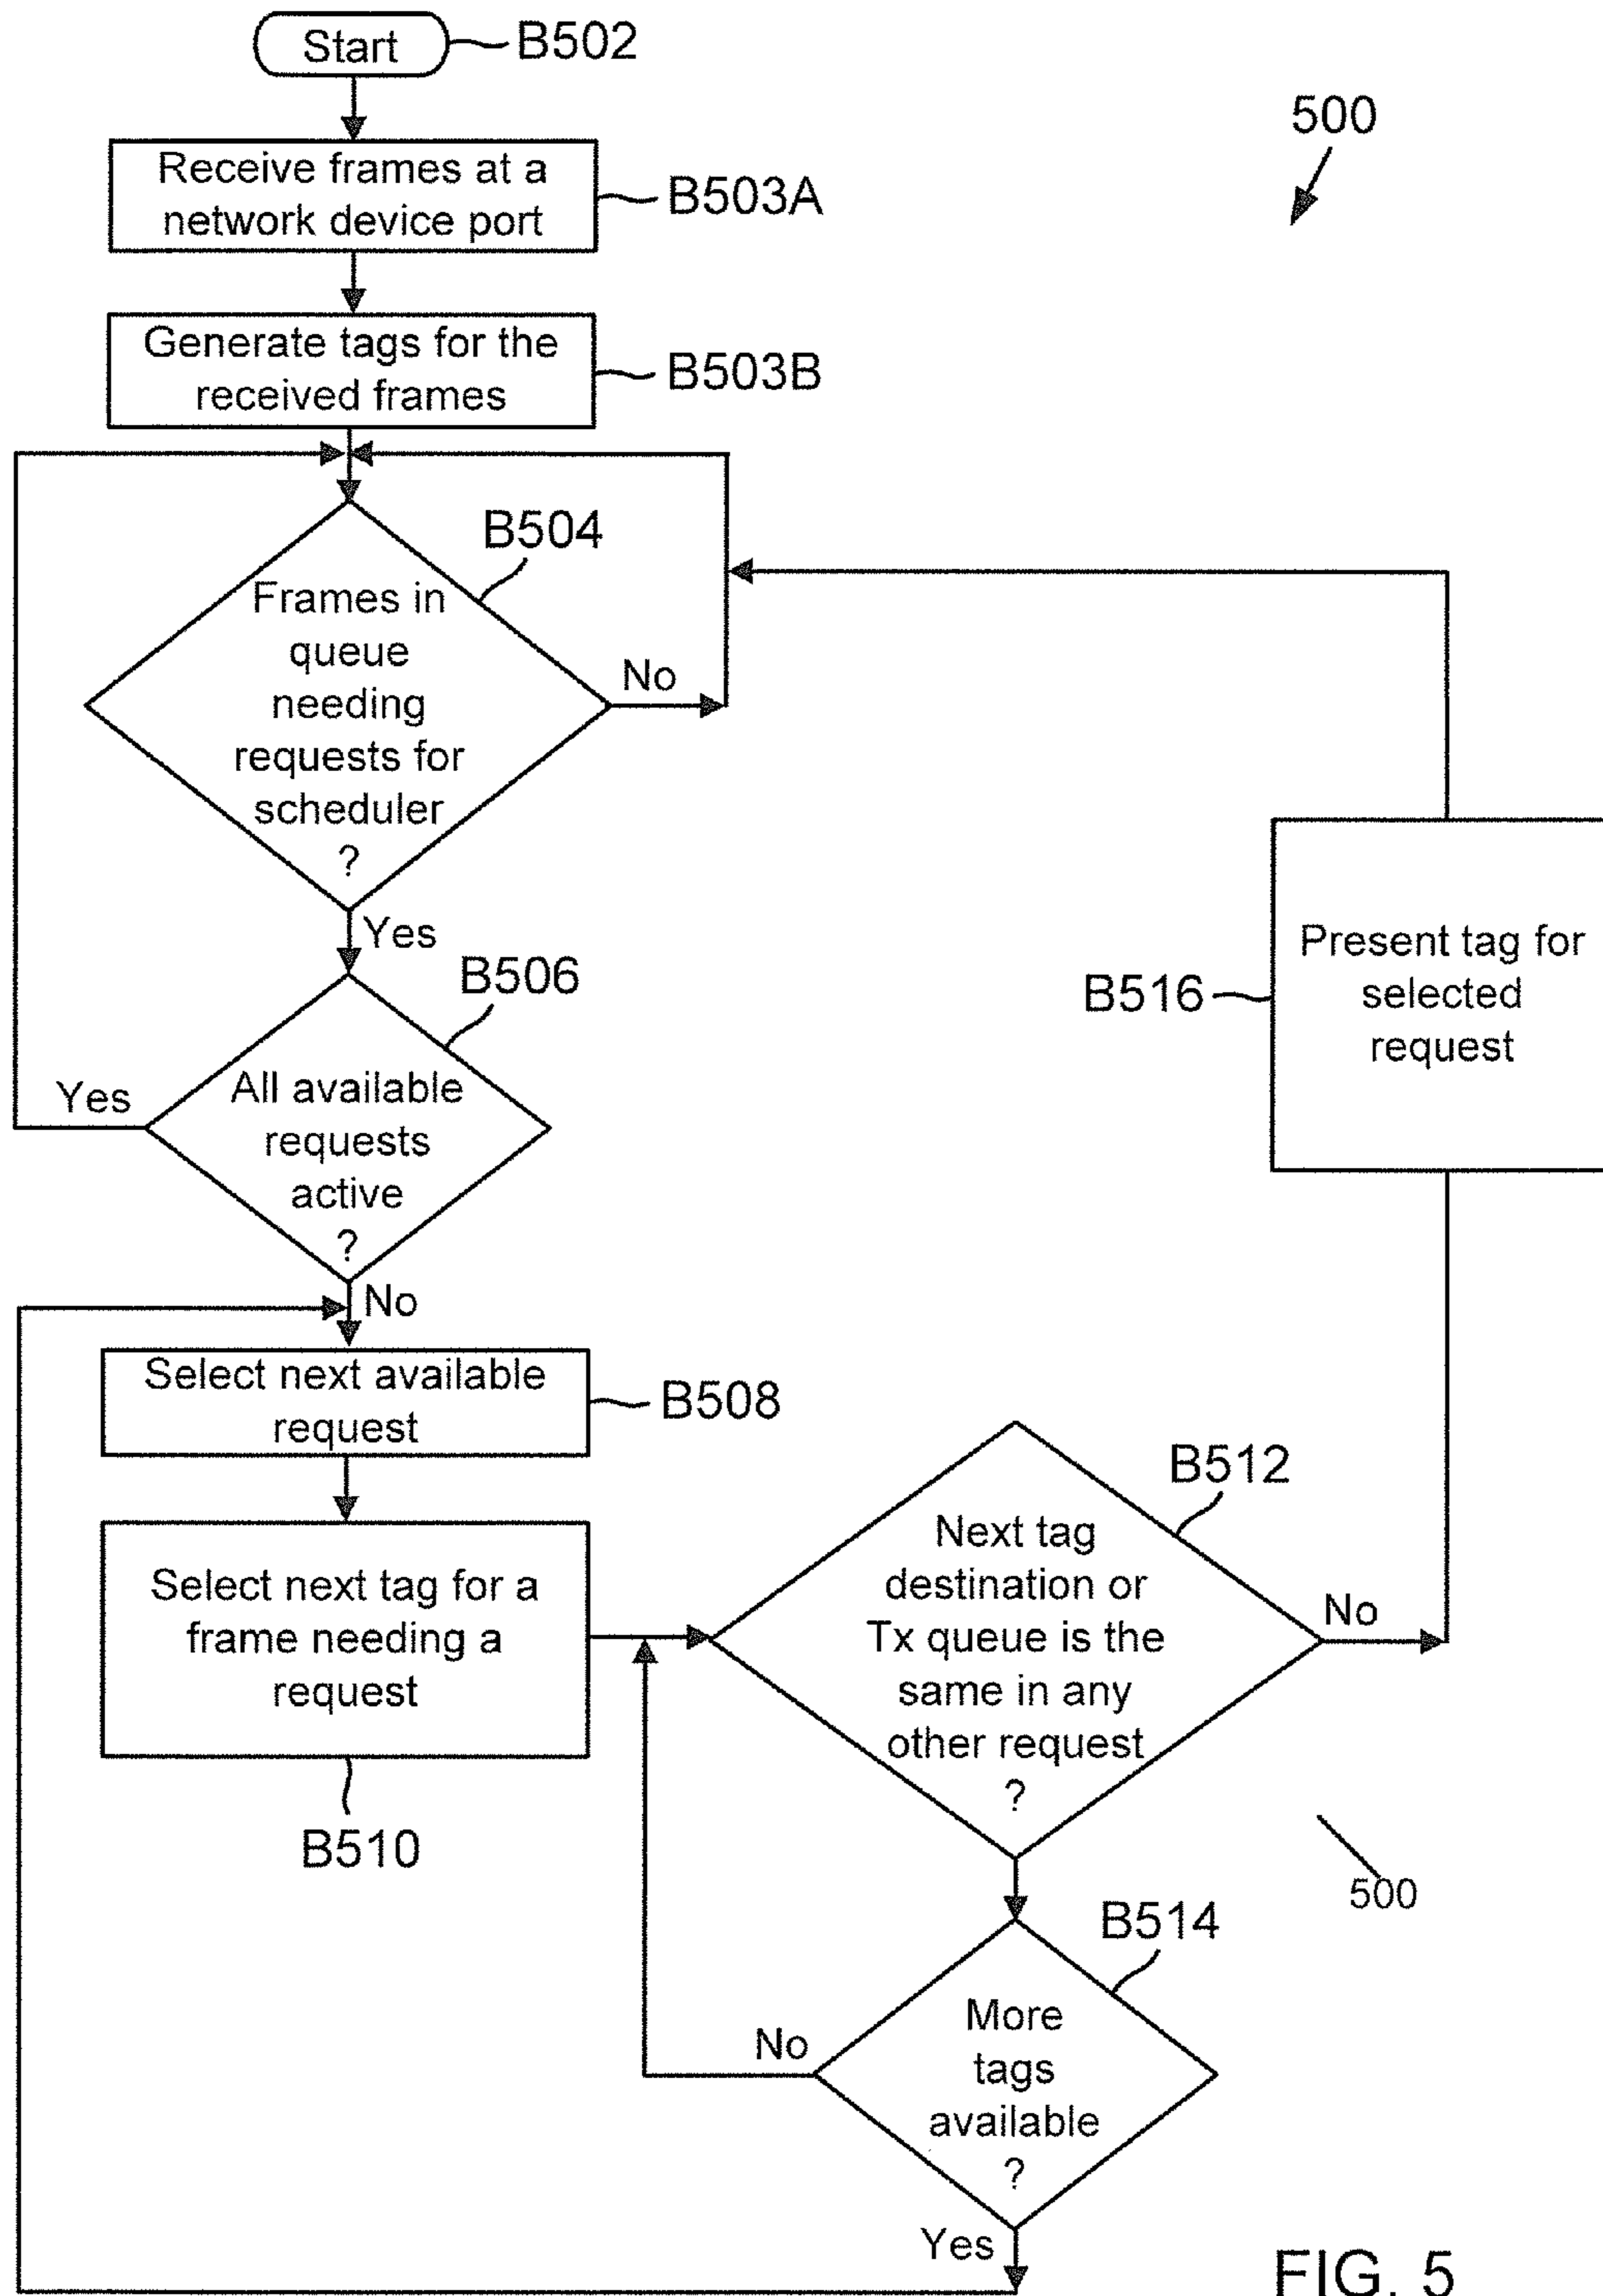 Start
B502
500
Receive frames at a
network device port
B503A
Generate tags for the
received frames
B503B
B504
Frames in
queue
needing
requests for
scheduler
?
No
Yes
B506
All available
requests
active
?
Yes
No
Present tag for
selected
request
B516
Select next available
request
B508
Select next tag for a
frame needing a
request
B510
B512
Next tag
destination or
Tx queue is the
same in any
other request
?
No
500
B514
More
tags
available
?
No
Yes
FIG. 5